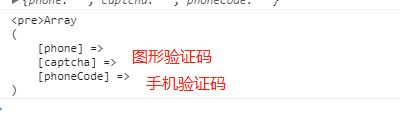 {phone: "", captcha: "", phoneCode: ""}
<pre>Array
(
    [phone] =>
    [captcha] => 图形验证码
    [phoneCode] => 手机验证码
)